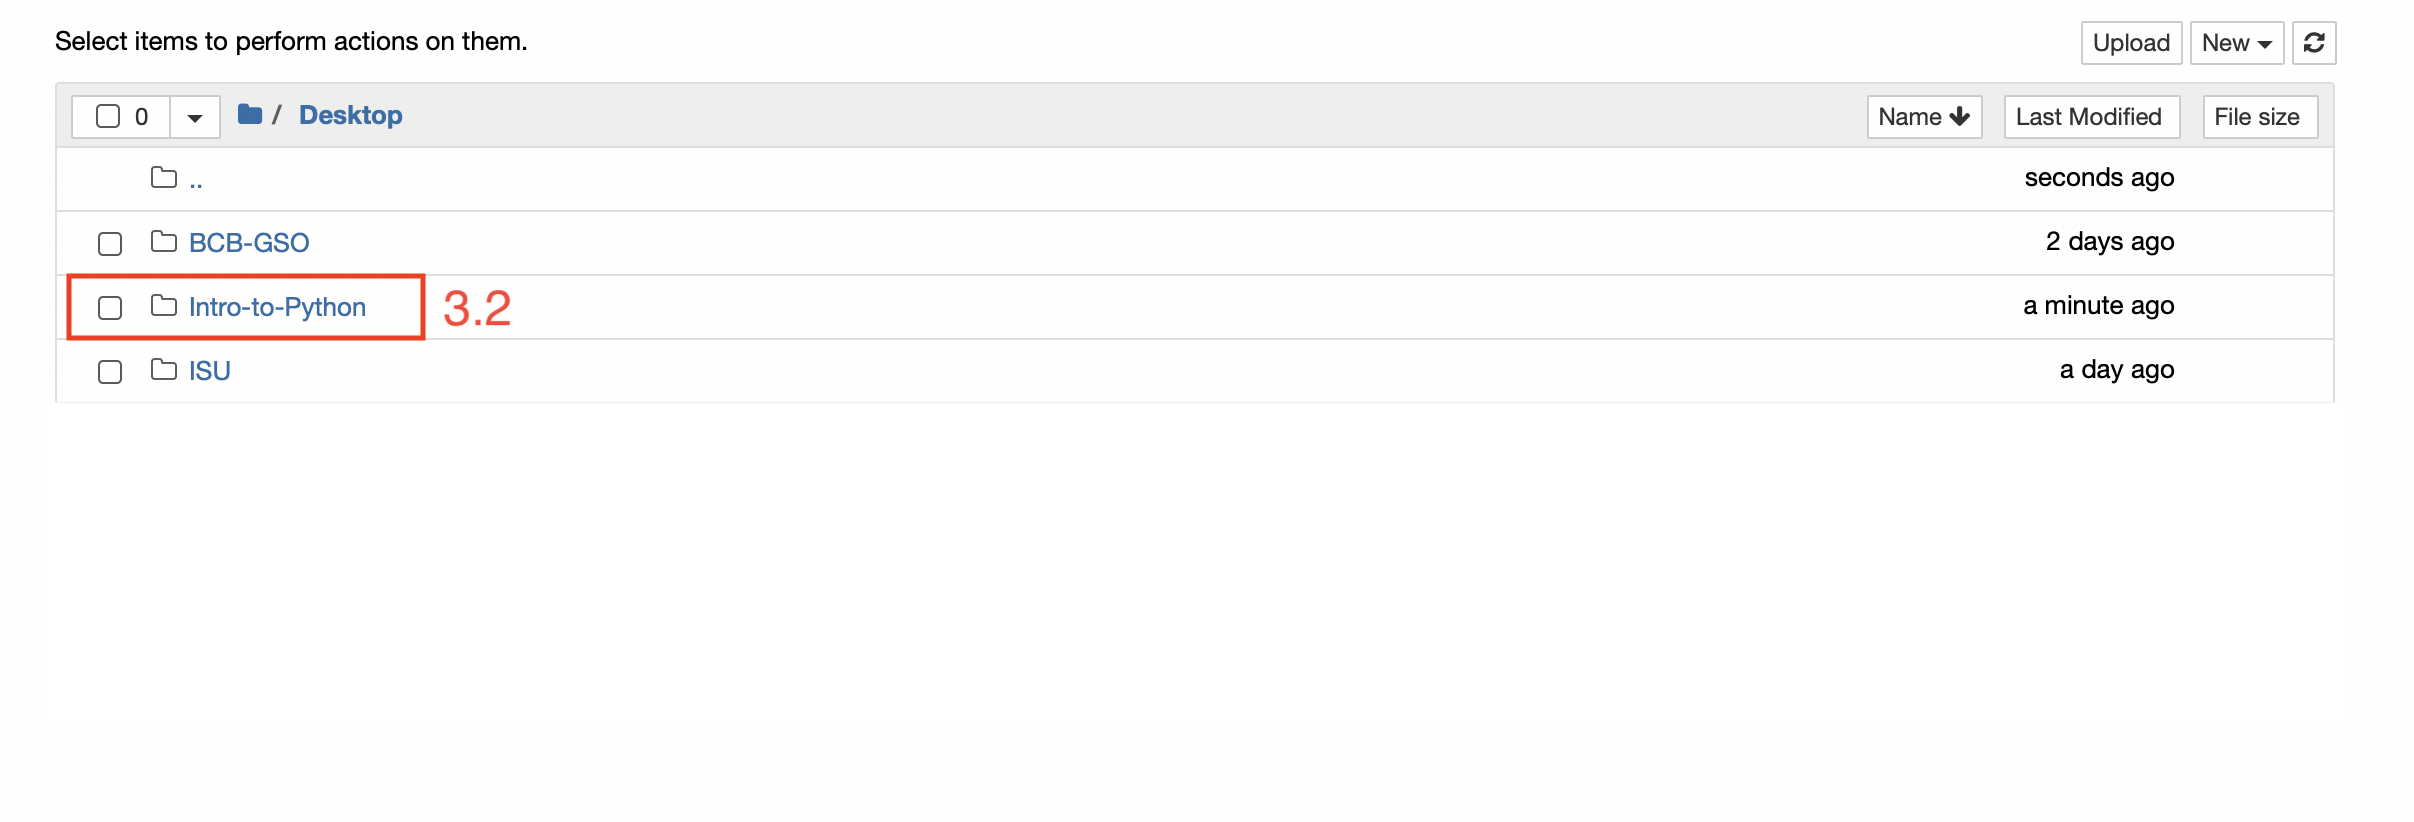 Select items to perform actions on them.
Upload New
0 / Desktop Name Last Modified File size
.. seconds ago
BCB-GSO 2 days ago
Intro-to-Python 3.2 a minute ago
ISU a day ago